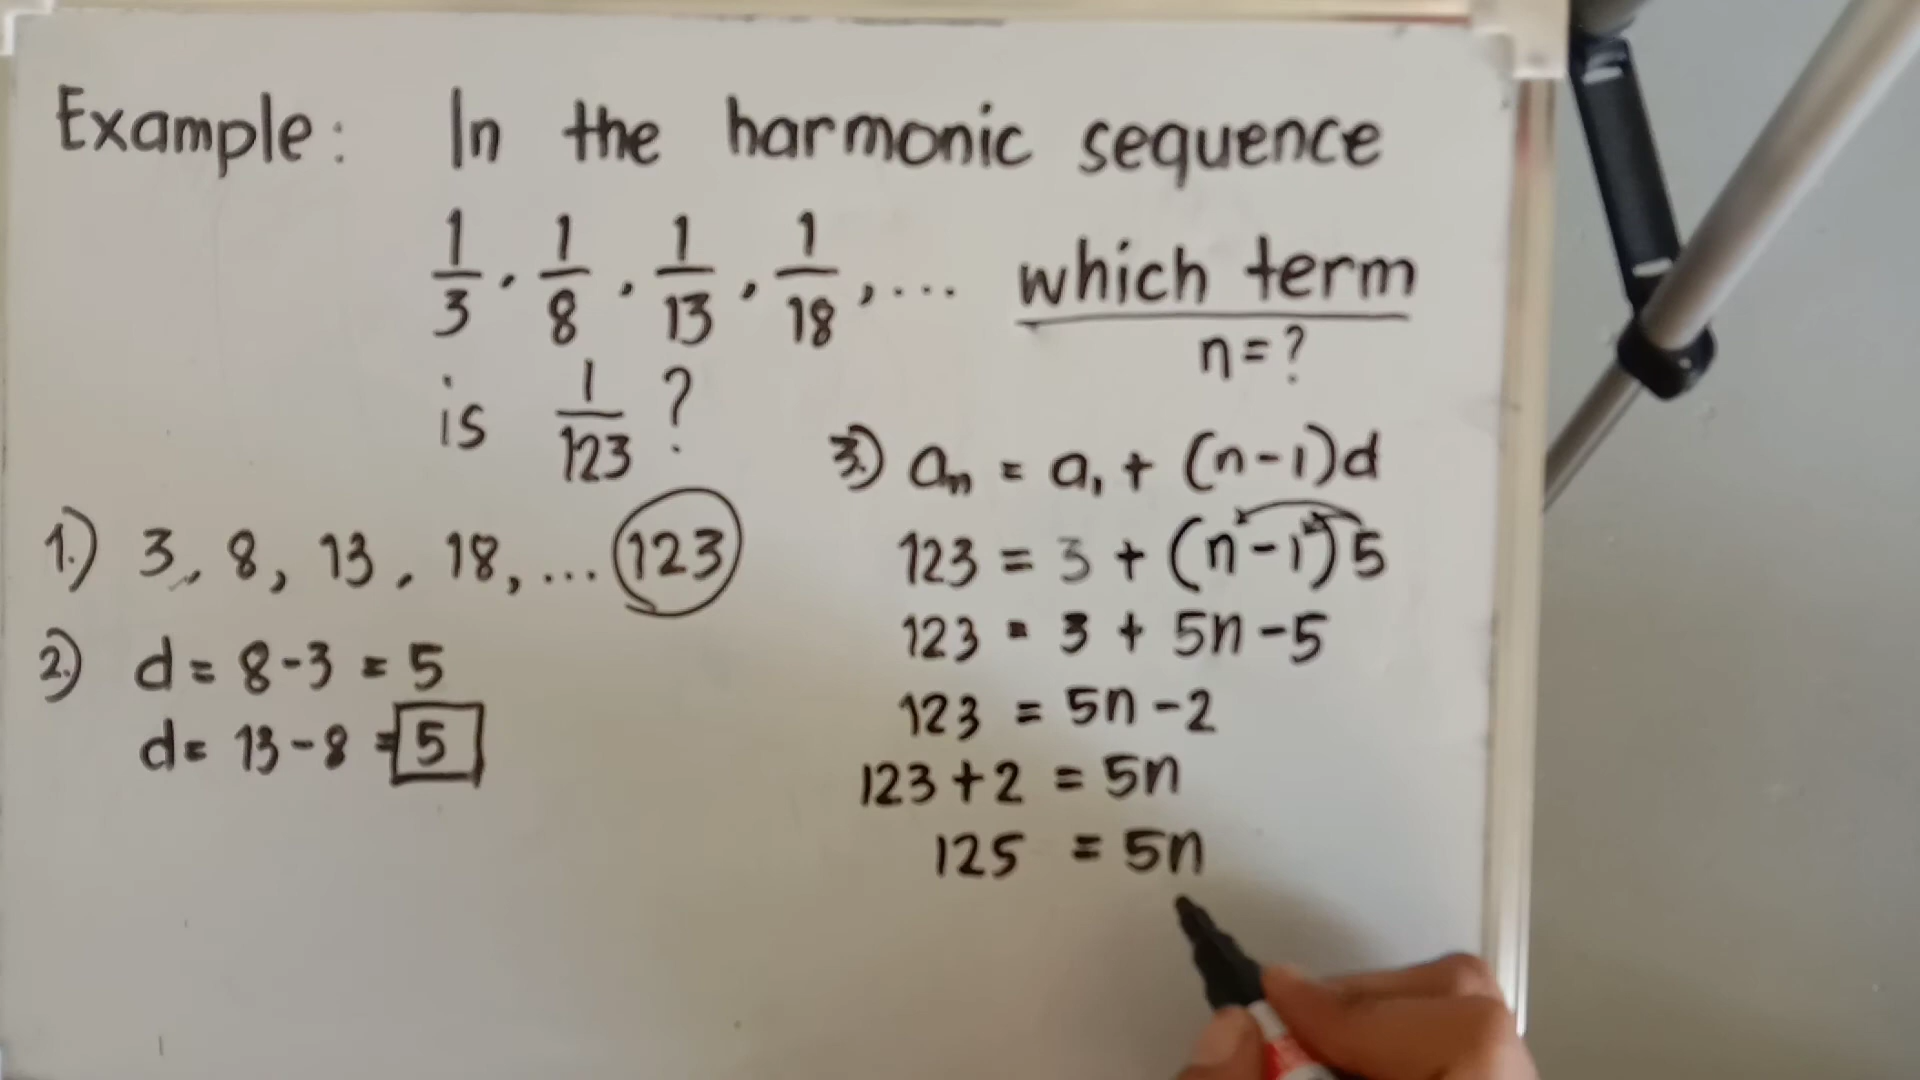 Example: In the harmonic sequence
1/3, 1/8, 1/13, 1/18, ... which term
n = ?
is 1/123 ?
1.) 3, 8, 13, 18, ... 123
2.) d = 8 - 3 = 5
d = 13 - 8 = 5
3.) aₙ = a₁ + (n - 1)d
123 = 3 + (n - 1)5
123 = 3 + 5n - 5
123 = 5n - 2
123 + 2 = 5n
125 = 5n